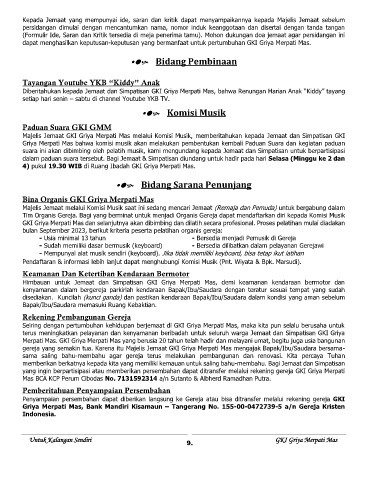 Kepada Jemaat yang mempunyai ide, saran dan kritik dapat menyampaikannya kepada Majelis Jemaat sebelum
persidangan dimulai dengan mencantumkan nama, nomor induk keanggotaan dan disertai dengan tanda tangan
(Formulir Ide, Saran dan Kritik tersedia di meja penerima tamu). Mohon dukungan doa jemaat agar persidangan ini
dapat menghasilkan keputusan-keputusan yang bermanfaat untuk pertumbuhan GKI Griya Merpati Mas.
Bidang Pembinaan
Tayangan Youtube YKB “Kiddy” Anak
Diberitahukan kepada Jemaat dan Simpatisan GKI Griya Merpati Mas, bahwa Renungan Harian Anak “Kiddy” tayang
setiap hari senin – sabtu di channel Youtube YKB TV.
Komisi Musik
Paduan Suara GKI GMM
Majelis Jemaat GKI Griya Merpati Mas melalui Komisi Musik, memberitahukan kepada Jemaat dan Simpatisan GKI
Griya Merpati Mas bahwa komisi musik akan melakukan pembentukan kembali Paduan Suara dan kegiatan paduan
suara ini akan dibimbing oleh pelatih musik, kami mengundang kepada Jemaat dan Simpatisan untuk berpartisipasi
dalam paduan suara tersebut. Bagi Jemaat & Simpatisan diundang untuk hadir pada hari Selasa (Minggu ke 2 dan
4) pukul 19.30 WIB di Ruang Ibadah GKI Griya Merpati Mas.
Bidang Sarana Penunjang
Bina Organis GKI Griya Merpati Mas
Majelis Jemaat melalui Komisi Musik saat ini sedang mencari Jemaat (Remaja dan Pemuda) untuk bergabung dalam
Tim Organis Gereja. Bagi yang berminat untuk menjadi Organis Gereja dapat mendaftarkan diri kepada Komisi Musik
GKI Griya Merpati Mas dan selanjutnya akan dibimbing dan dilatih secara profesional. Proses pelatihan mulai diadakan
bulan September 2023, berikut kriteria peserta pelatihan organis gereja:
- Usia minimal 13 tahun - Bersedia menjadi Pemusik di Gereja
- Sudah memiliki dasar bermusik (keyboard) - Bersedia dilibatkan dalam pelayanan Gerejawi
- Mempunyai alat musik sendiri (keyboard). Jika tidak memiliki keyboard, bisa tetap ikut latihan
Pendaftaran & informasi lebih lanjut dapat menghubungi Komisi Musik (Pnt. Wiyata & Bpk. Marsudi).
Keamanan Dan Ketertiban Kendaraan Bermotor
Himbauan untuk Jemaat dan Simpatisan GKI Griya Merpati Mas, demi keamanan kendaraan bermotor dan
kenyamanan dalam bergereja parkirlah kendaraan Bapak/Ibu/Saudara dengan teratur sesuai tempat yang sudah
disediakan. Kuncilah (kunci ganda) dan pastikan kendaraan Bapak/Ibu/Saudara dalam kondisi yang aman sebelum
Bapak/Ibu/Saudara memasuki Ruang Kebaktian.
Rekening Pembangunan Gereja
Seiring dengan pertumbuhan kehidupan berjemaat di GKI Griya Merpati Mas, maka kita pun selalu berusaha untuk
terus meningkatkan pelayanan dan kenyamanan beribadah untuk seluruh warga Jemaat dan Simpatisan GKI Griya
Merpati Mas. GKI Griya Merpati Mas yang berusia 20 tahun telah hadir dan melayani umat, begitu juga usia bangunan
gereja yang semakin tua. Karena itu Majelis Jemaat GKI Griya Merpati Mas mengajak Bapak/Ibu/Saudara bersama-
sama saling bahu-membahu agar gereja terus melakukan pembangunan dan renovasi. Kita percaya Tuhan
memberikan berkatnya kepada kita yang memiliki kemauan untuk saling bahu-membahu. Bagi Jemaat dan Simpatisan
yang ingin berpartisipasi atau memberikan persembahan dapat ditransfer melalui rekening gereja GKI Griya Merpati
Mas BCA KCP Perum Cibodas No. 7131592314 a/n Sutanto & Albherd Ramadhan Putra.
Pemberitahuan Penyampaian Persembahan
Penyampaian persembahan dapat diberikan langsung ke Gereja atau bisa ditransfer melalui rekening gereja GKI
Griya Merpati Mas, Bank Mandiri Kisamaun – Tangerang No. 155-00-0472739-5 a/n Gereja Kristen
Indonesia.
Untuk Kalangan Sendiri GKI Griya Merpati Mas
9.